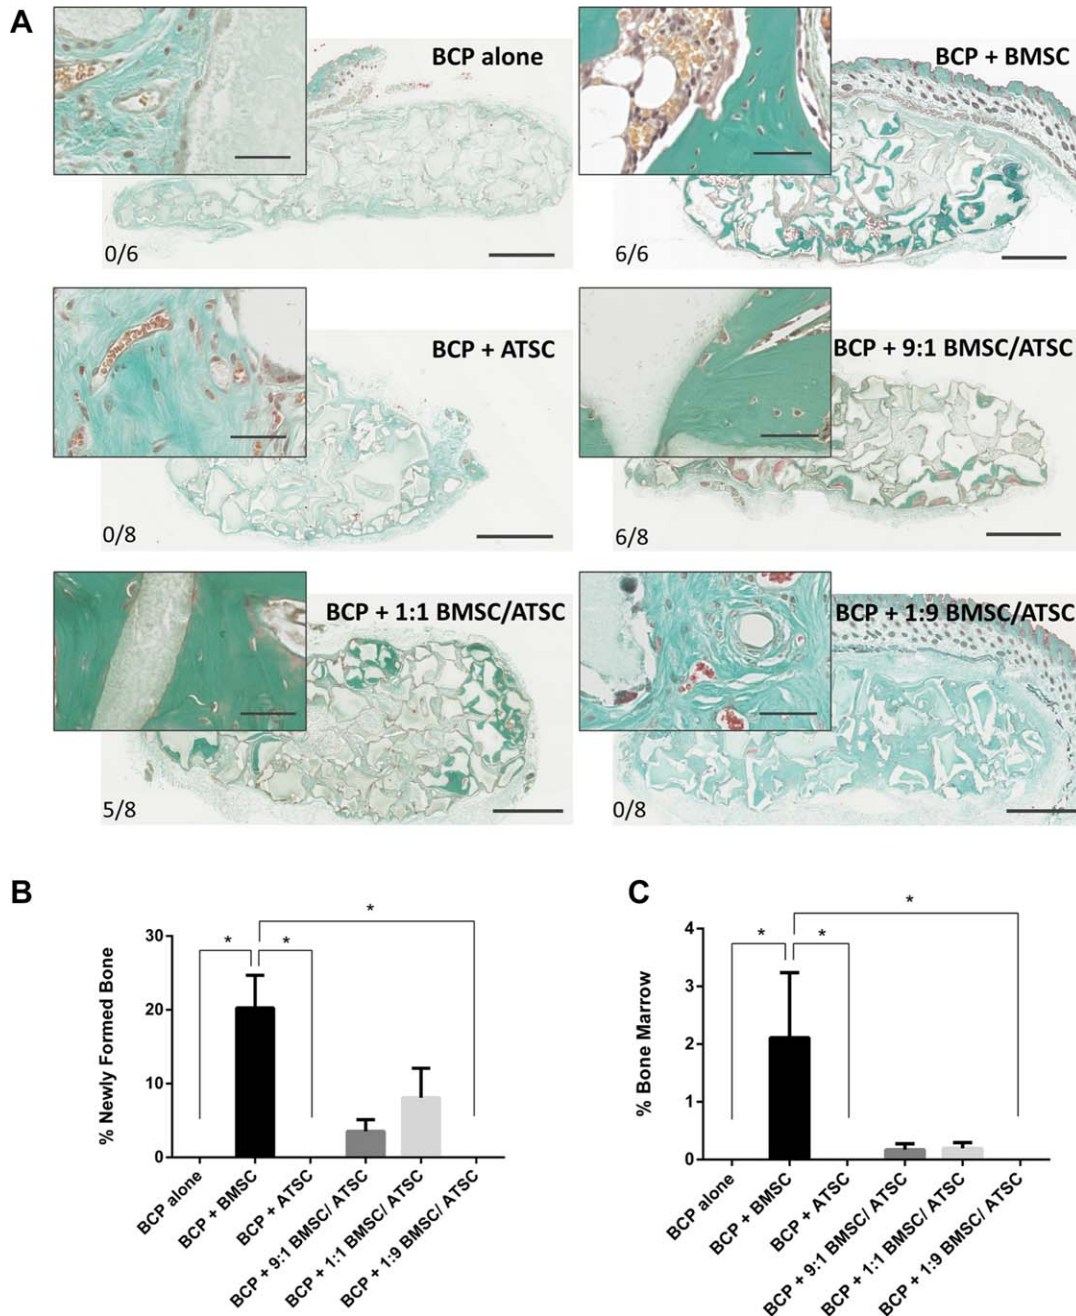 A
BCP alone
0/6
BCP + BMSC
6/6
BCP + ATSC
0/8
BCP + 9:1 BMSC/ATSC
6/8
BCP + 1:1 BMSC/ATSC
5/8
BCP + 1:9 BMSC/ATSC
0/8
B
% Newly Formed Bone
30
20
10
0
*
*
*
BCP alone
BCP + BMSC
BCP + ATSC
BCP + 9:1 BMSC/ ATSC
BCP + 1:1 BMSC/ ATSC
BCP + 1:9 BMSC/ ATSC
C
% Bone Marrow
4
3
2
1
0
*
*
*
BCP alone
BCP + BMSC
BCP + ATSC
BCP + 9:1 BMSC/ ATSC
BCP + 1:1 BMSC/ ATSC
BCP + 1:9 BMSC/ ATSC